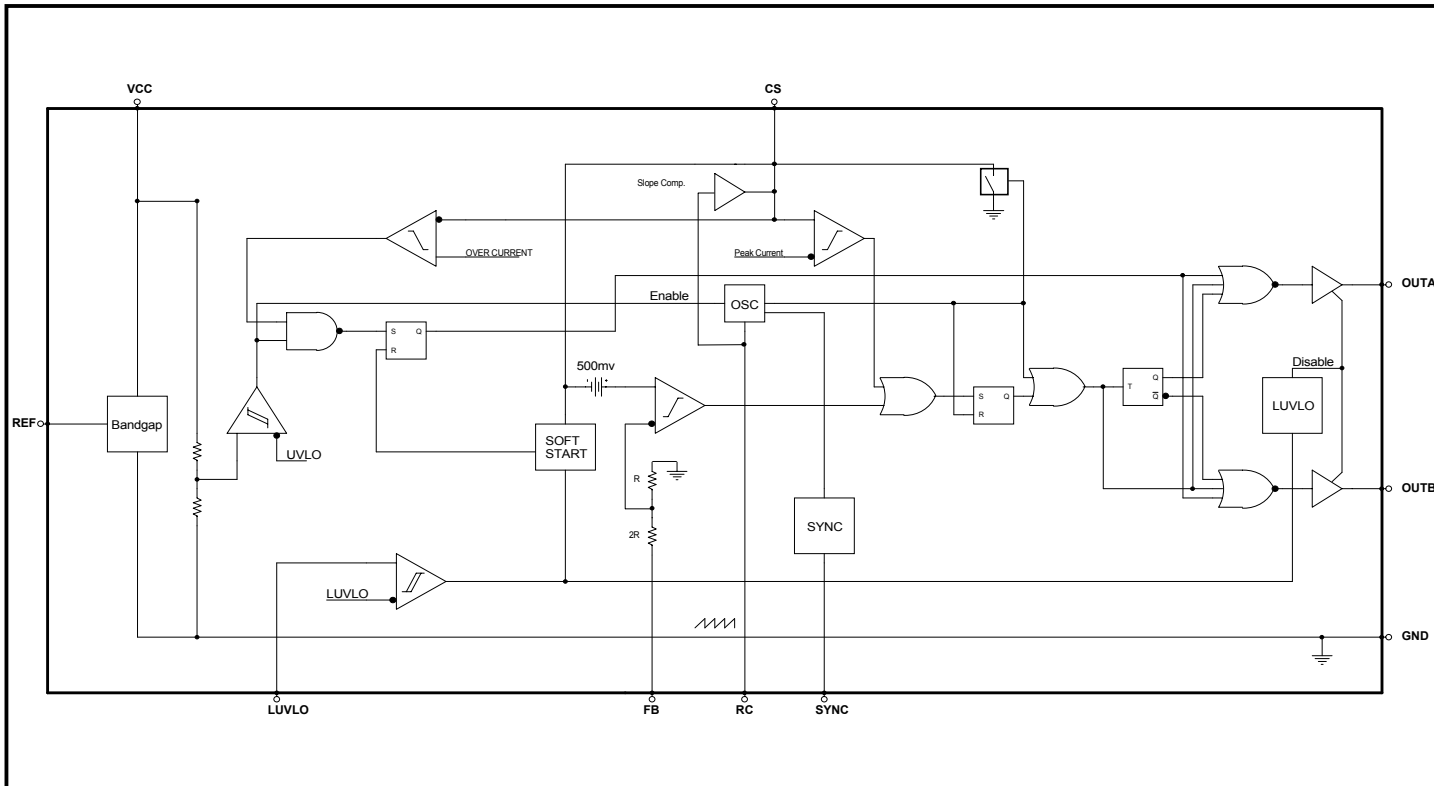 VCC
CS
Slope Comp.
OVER CURRENT
Peak Current
OUTA
Enable
OSC
S
Q
R
500mv
Disable
S
Q
R
T
Q
Q
LUVLO
REF
Bandgap
UVLO
SOFT
START
R
2R
SYNC
OUTB
LUVLO
GND
LUVLO
FB
RC
SYNC